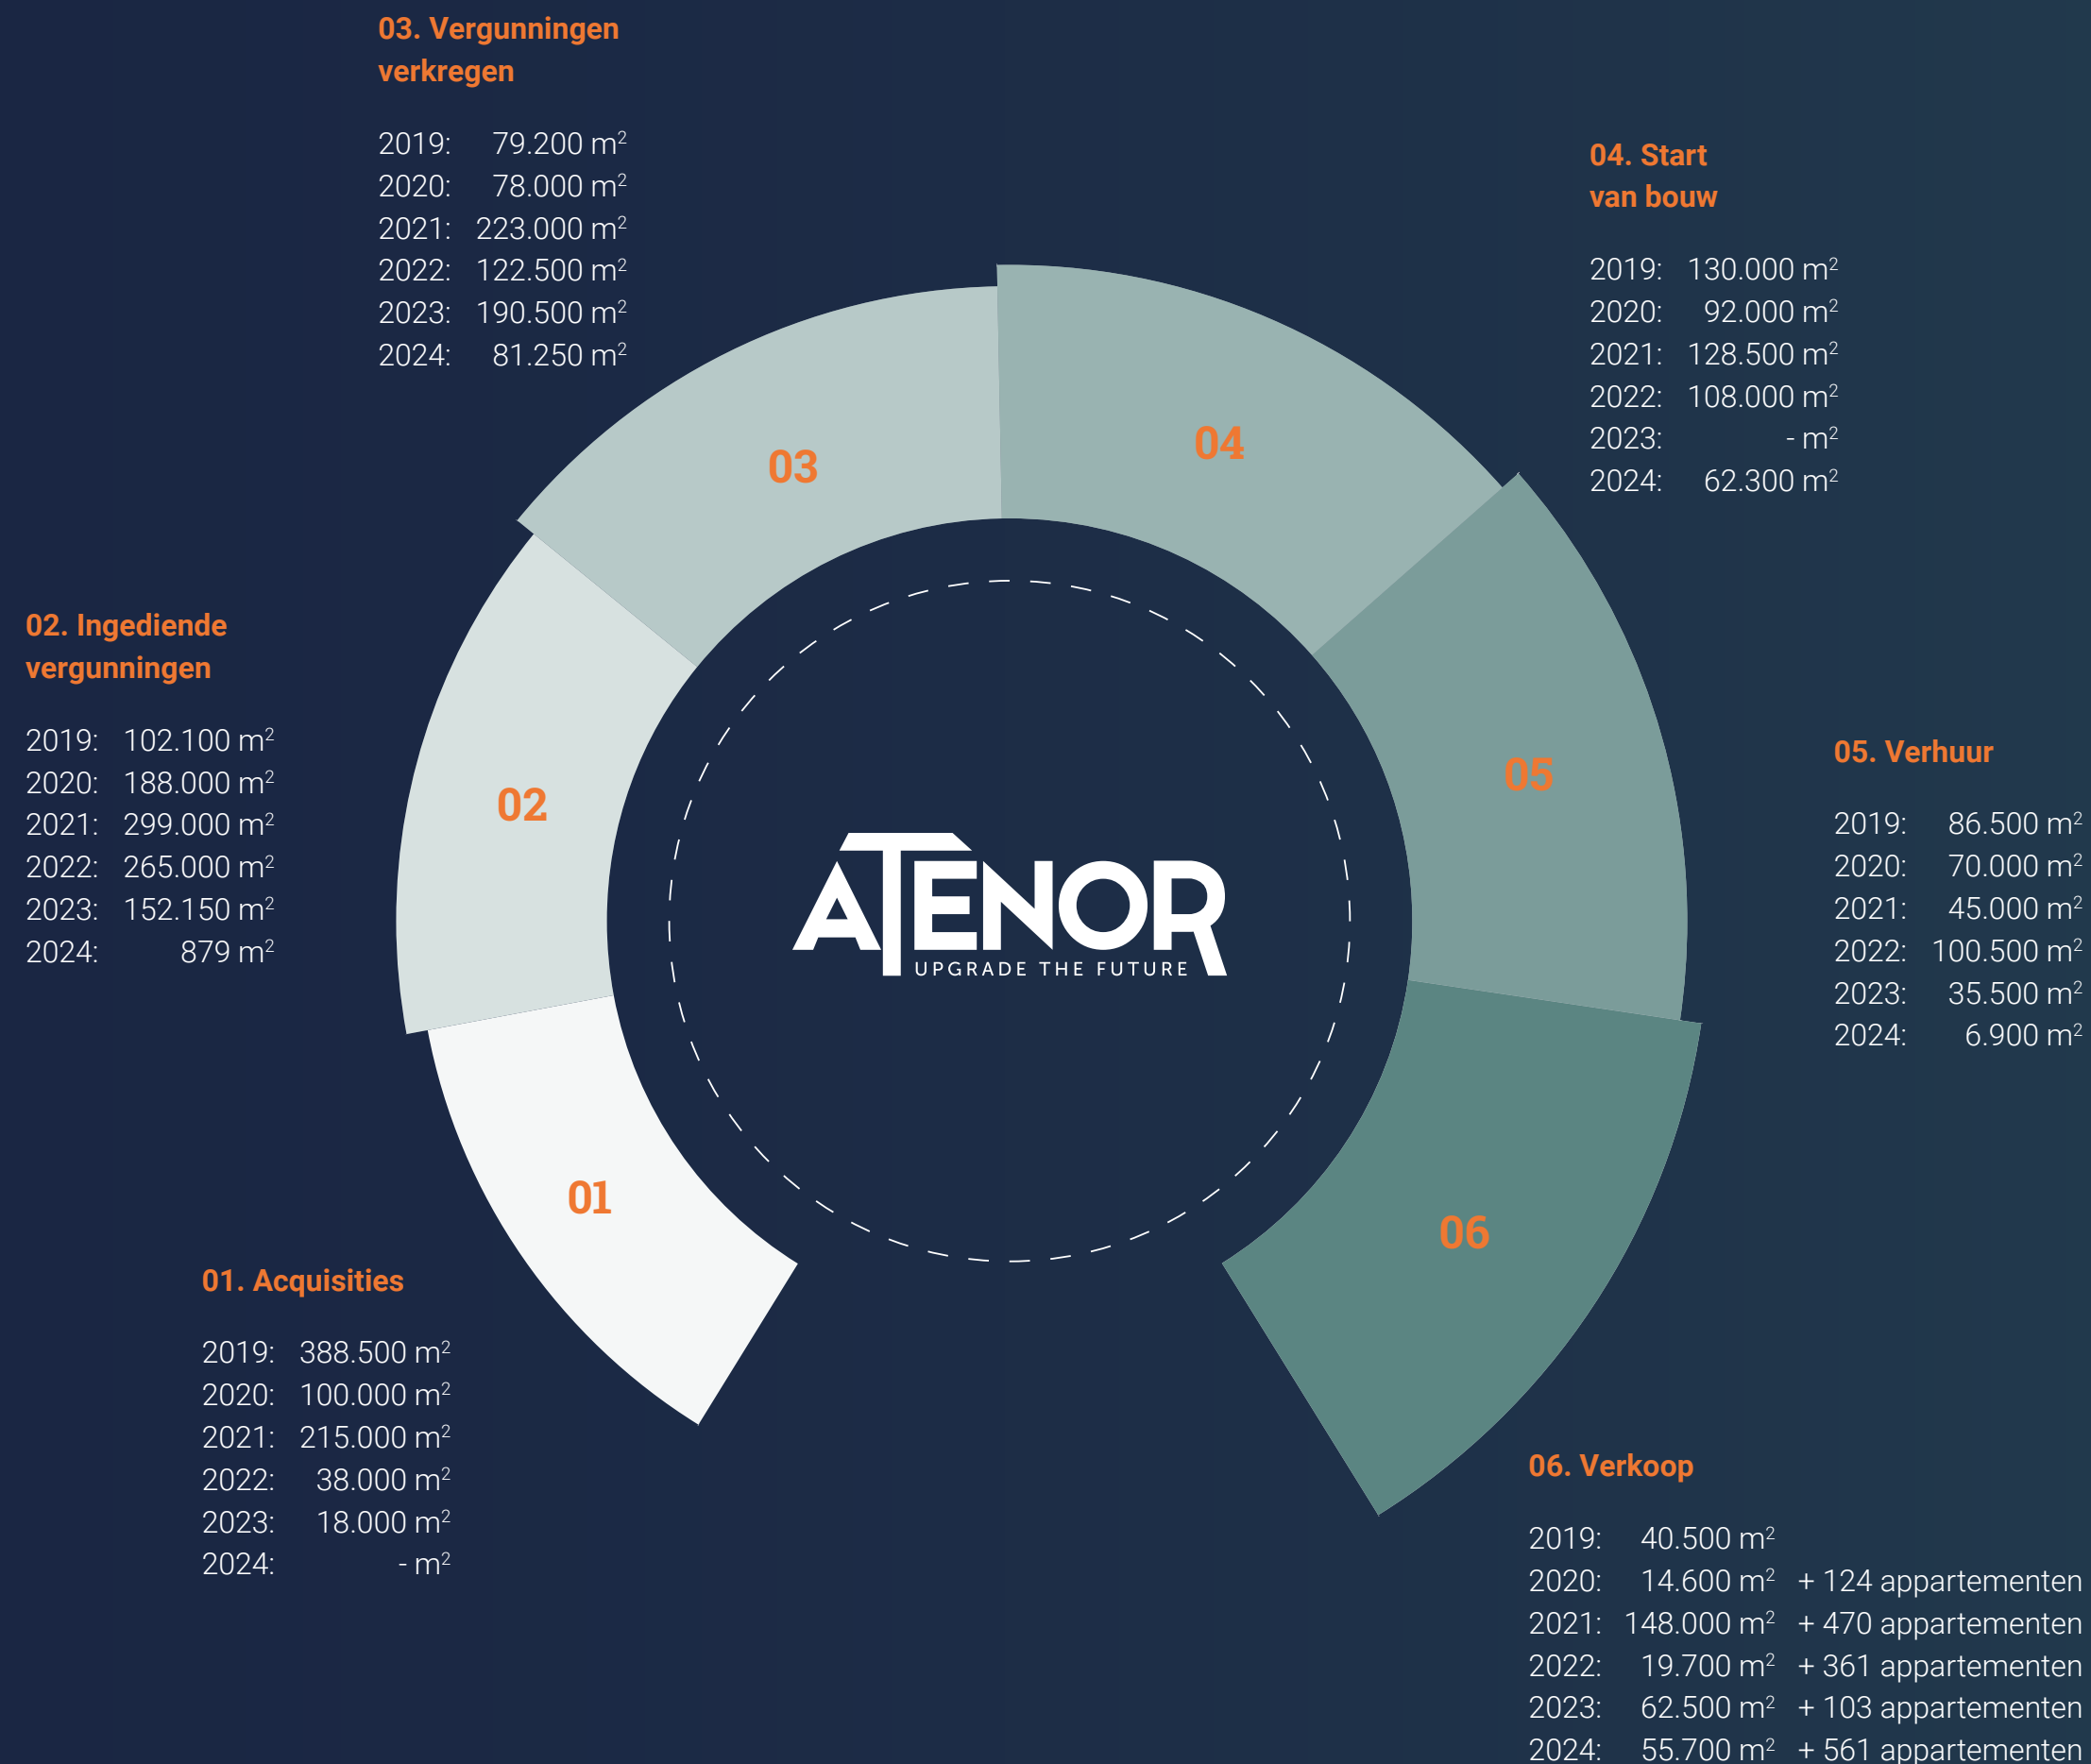 03. Vergunningen
verkregen
2019: 79.200 m²
2020: 78.000 m²
2021: 223.000 m²
2022: 122.500 m²
2023: 190.500 m²
2024: 81.250 m²
04. Start
van bouw
2019: 130.000 m²
2020: 92.000 m²
2021: 128.500 m²
2022: 108.000 m²
2023: - m²
2024: 62.300 m²
03
04
02. Ingediende
vergunningen
2019: 102.100 m²
2020: 188.000 m²
2021: 299.000 m²
2022: 265.000 m²
2023: 152.150 m²
2024: 879 m²
02
05
05. Verhuur
2019: 86.500 m²
2020: 70.000 m²
2021: 45.000 m²
2022: 100.500 m²
2023: 35.500 m²
2024: 6.900 m²
ATENOR
UPGRADE THE FUTURE
01
06
01. Acquisities
2019: 388.500 m²
2020: 100.000 m²
2021: 215.000 m²
2022: 38.000 m²
2023: 18.000 m²
2024: - m²
06. Verkoop
2019: 40.500 m²
2020: 14.600 m² + 124 appartementen
2021: 148.000 m² + 470 appartementen
2022: 19.700 m² + 361 appartementen
2023: 62.500 m² + 103 appartementen
2024: 55.700 m² + 561 appartementen